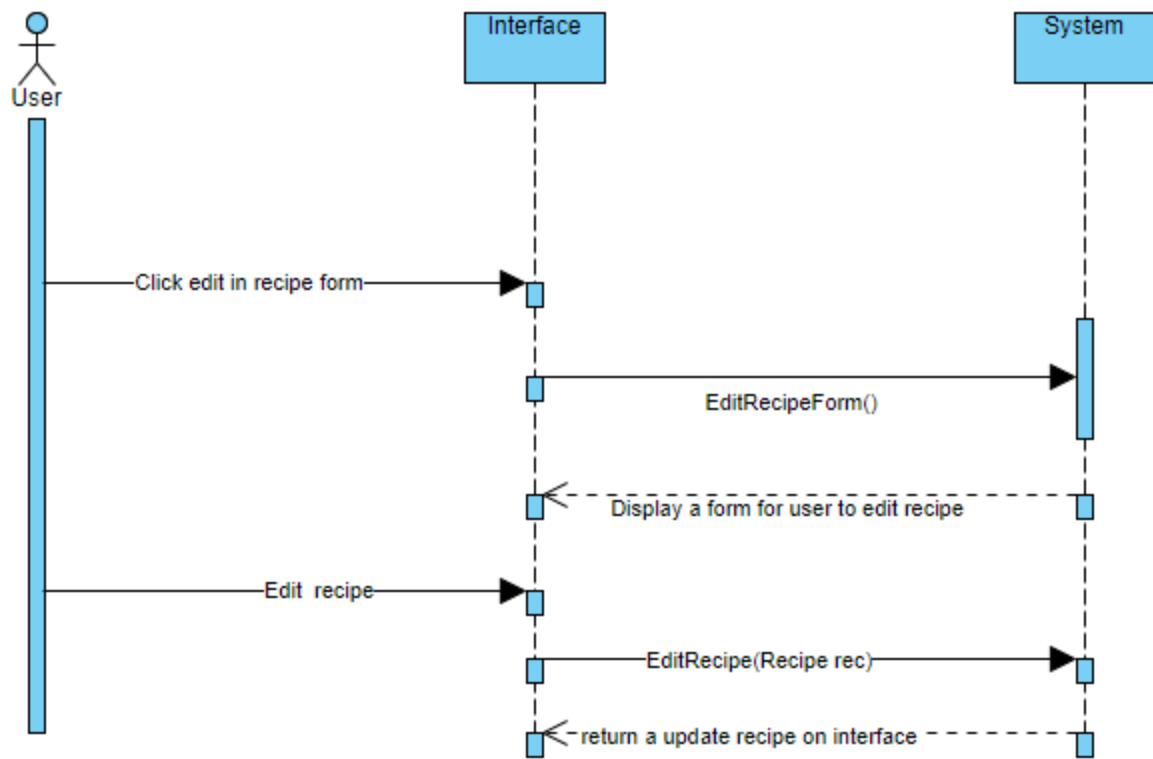 Interface
System
User
Click edit in recipe form
EditRecipeForm()
Display a form for user to edit recipe
Edit recipe
EditRecipe(Recipe rec)
return a update recipe on interface